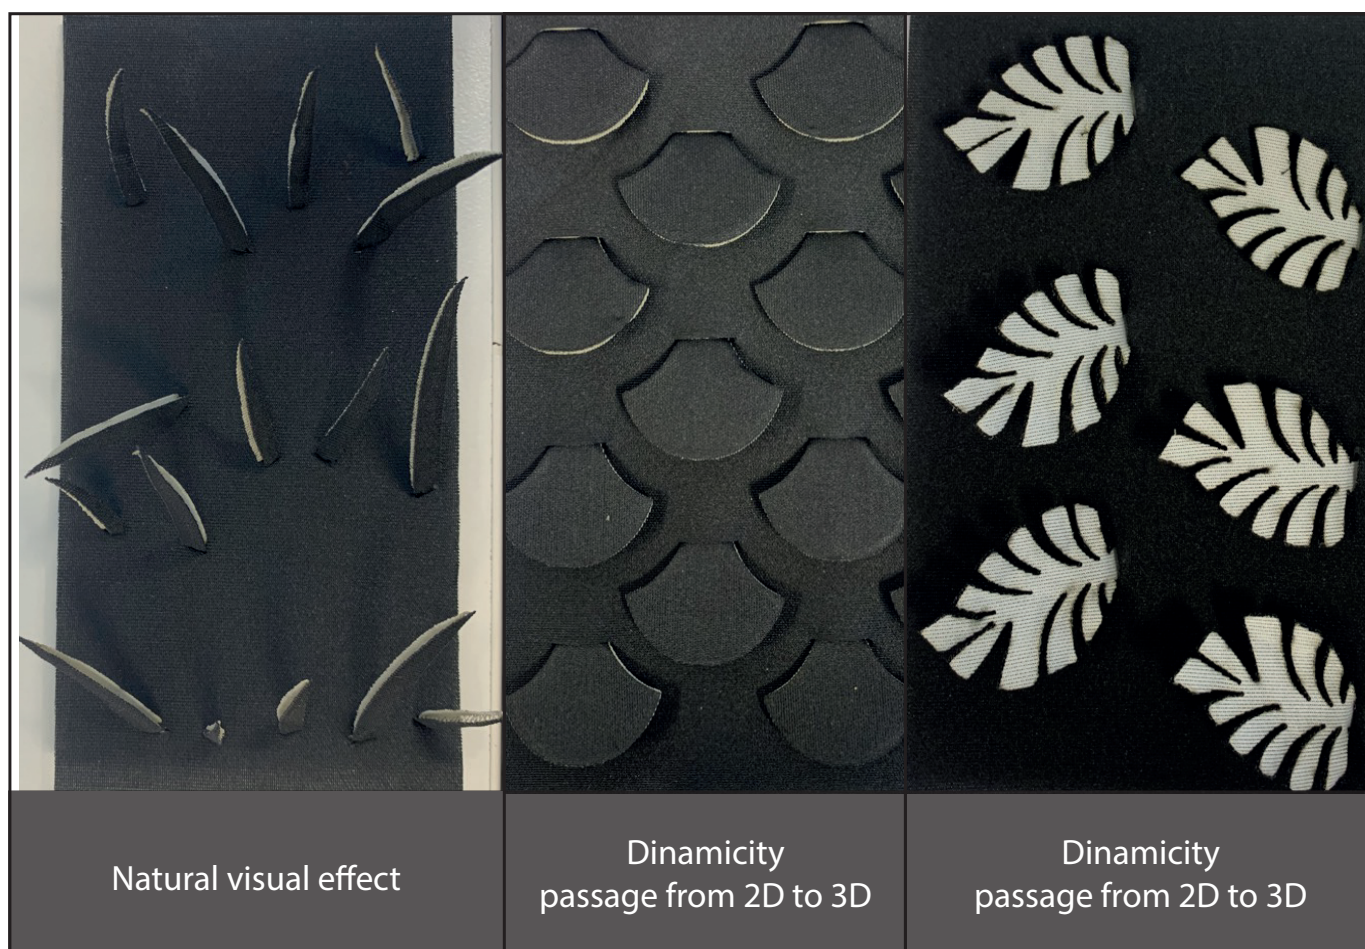 Natural visual effect
Dinamicity
passage from 2D to 3D
Dinamicity
passage from 2D to 3D